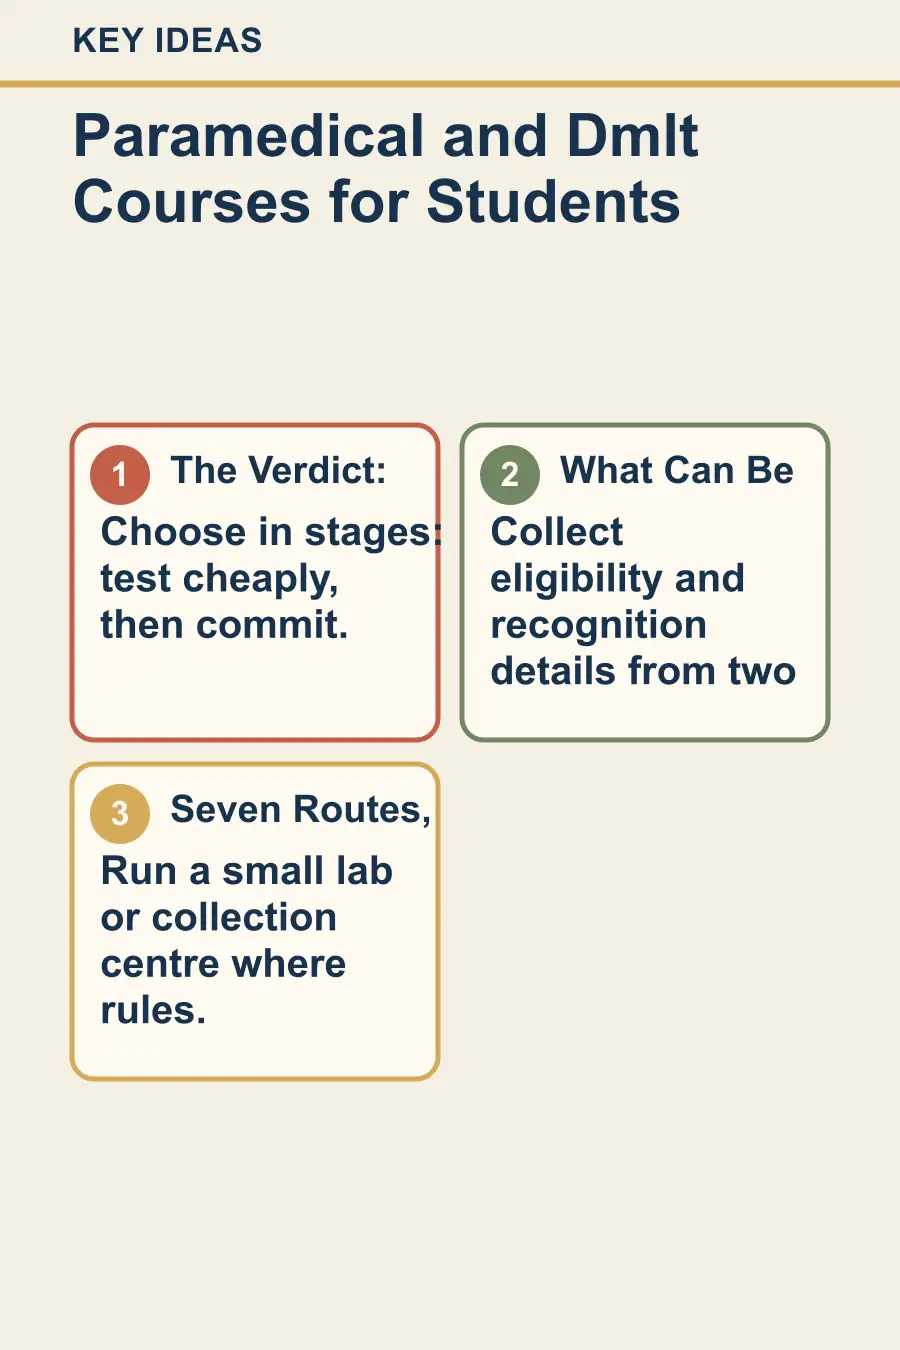 KEY IDEAS
Paramedical and Dmlt
Courses for Students
1 The Verdict:
Choose in stages:
test cheaply,
then commit.
2 What Can Be
Collect
eligibility and
recognition
details from two
3 Seven Routes,
Run a small lab
or collection
centre where
rules.